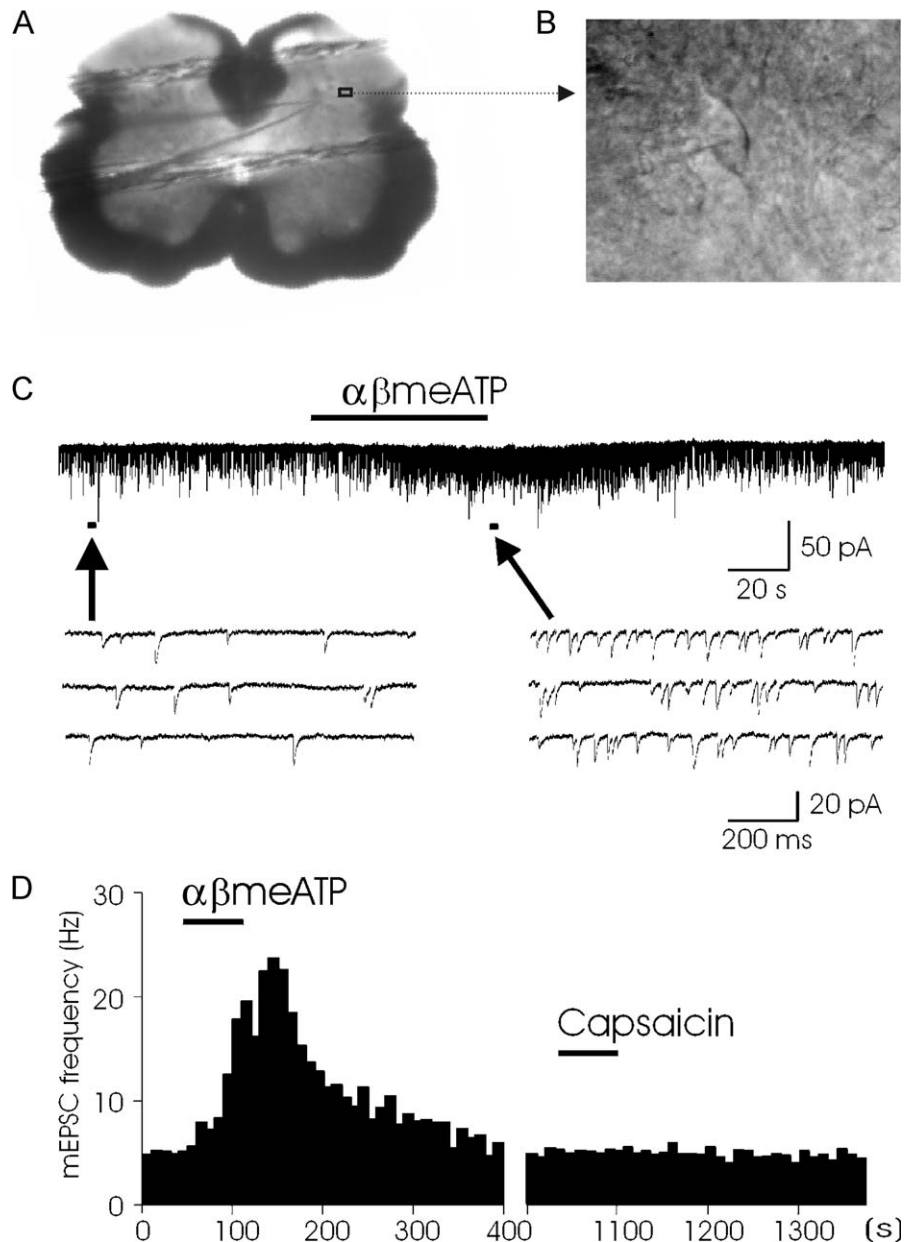 A
B
C
αβmeATP
50 pA
20 s
20 pA
200 ms
D
αβmeATP
Capsaicin
mEPSC frequency (Hz)
30
20
10
0
0 100 200 300 400 1100 1200 1300 (s)